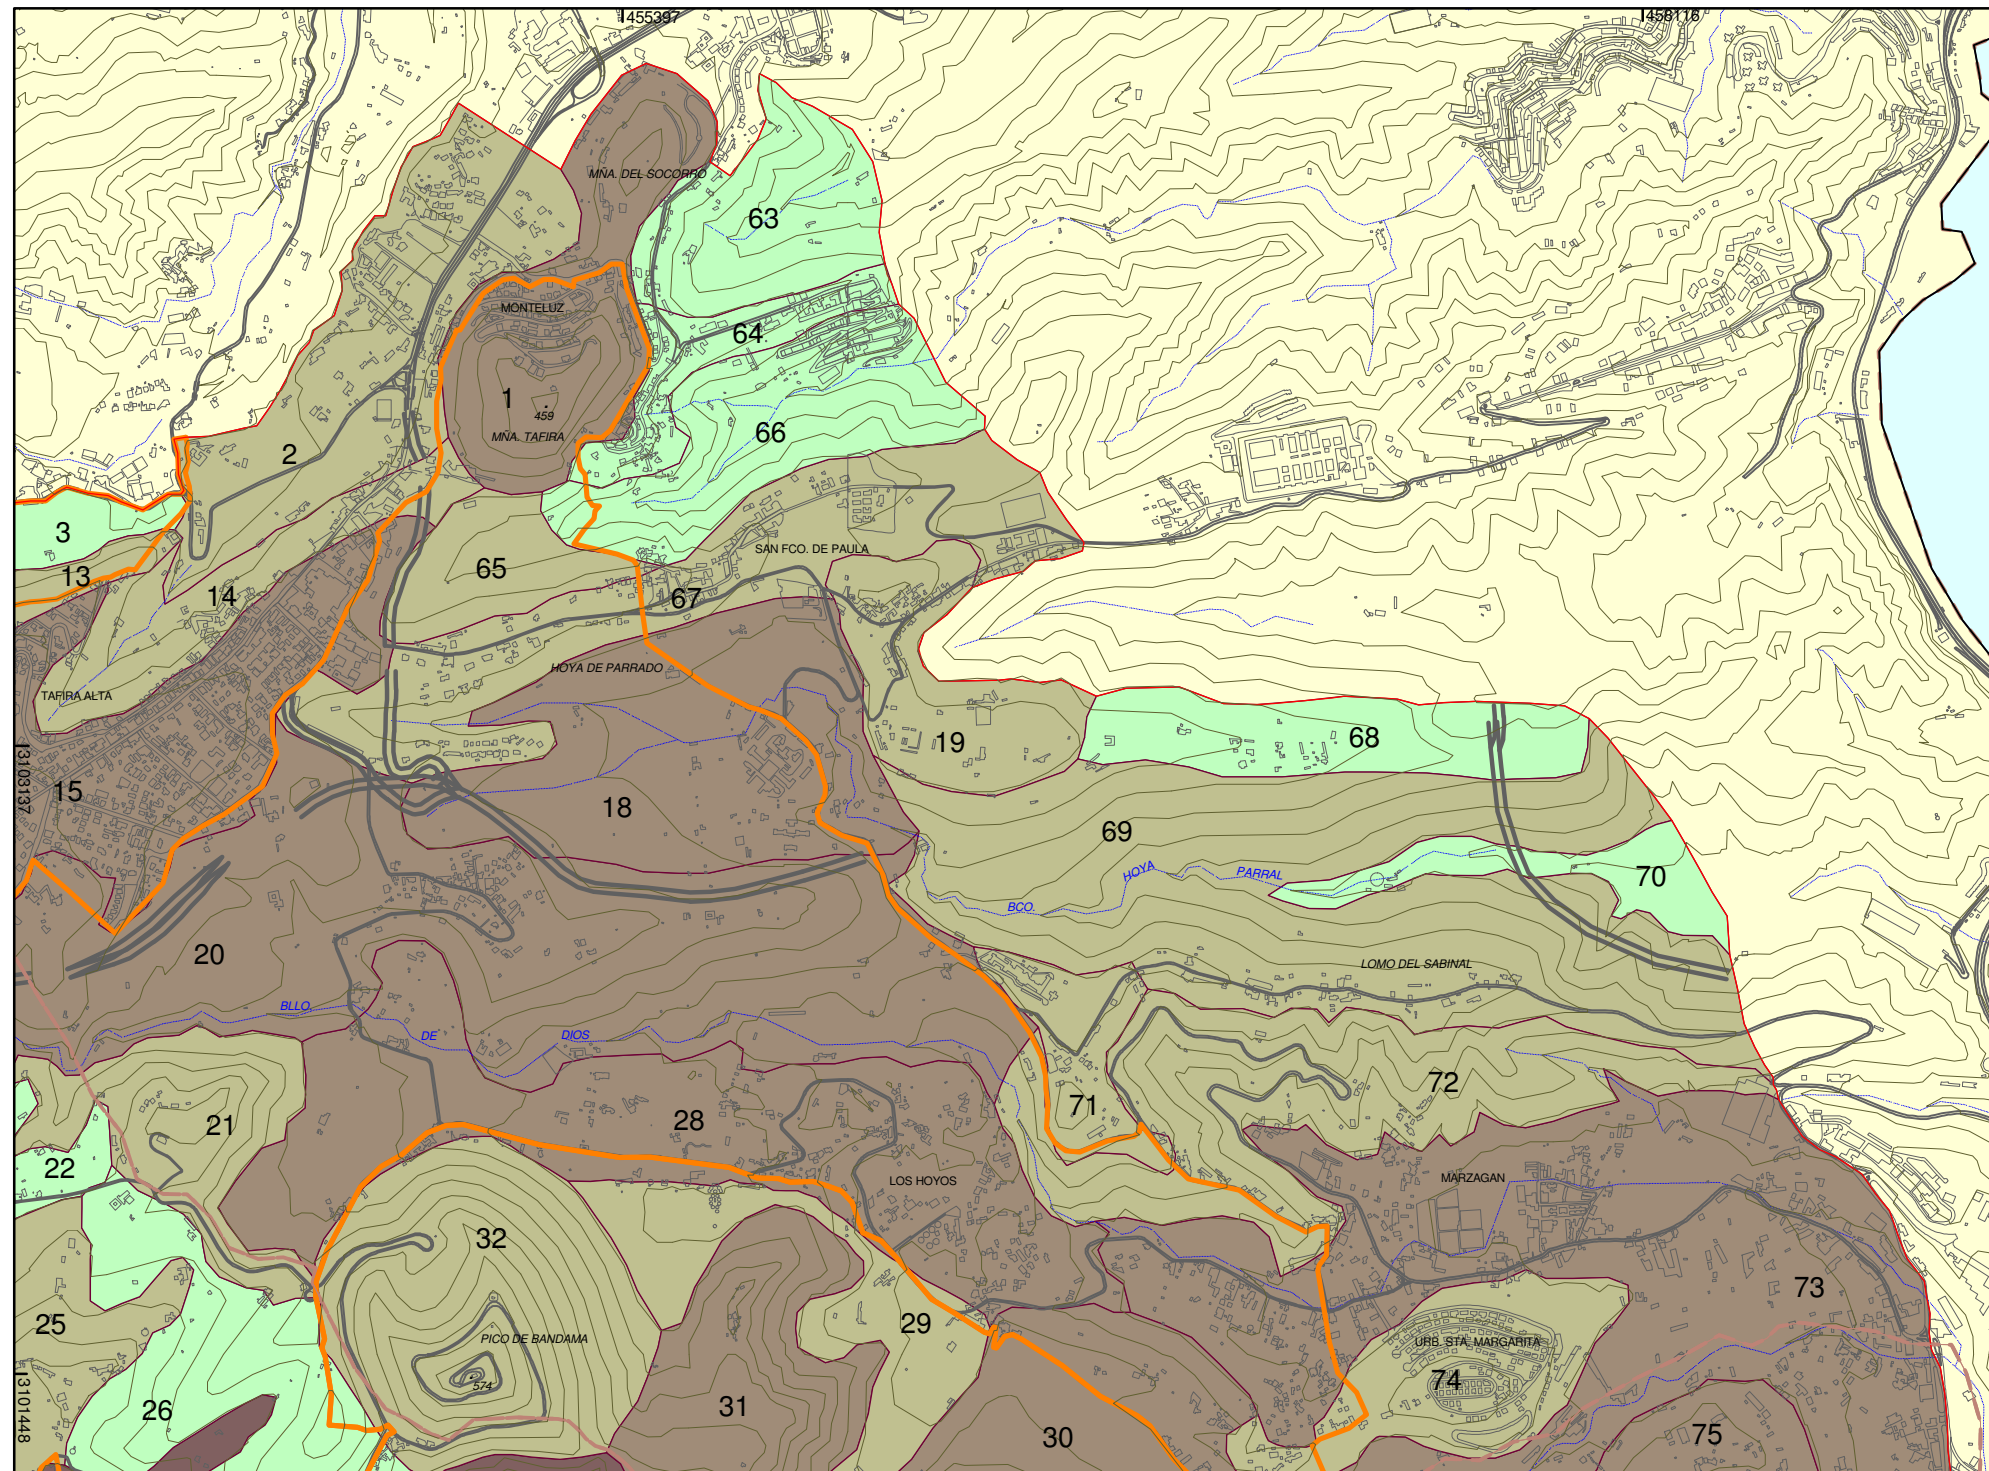 455397
458116
MÑA. DEL SOCORRO
63
MONTELUZ
64
1
459
MÑA. TAFIRA
66
2
3
13
14
65
SAN FCO. DE PAULA
67
HOYA DE PARRADO
TAFIRA ALTA
19
68
3103137
15
18
69
HOYA
PARRAL
BCO.
70
20
LOMO DEL SABINAL
BLLO.
DE
DIOS
72
71
21
28
22
LOS HOYOS
MARZAGAN
32
73
25
PICO DE BANDAMA
29
URB. STA. MARGARITA
574
74
3101448
26
31
30
75